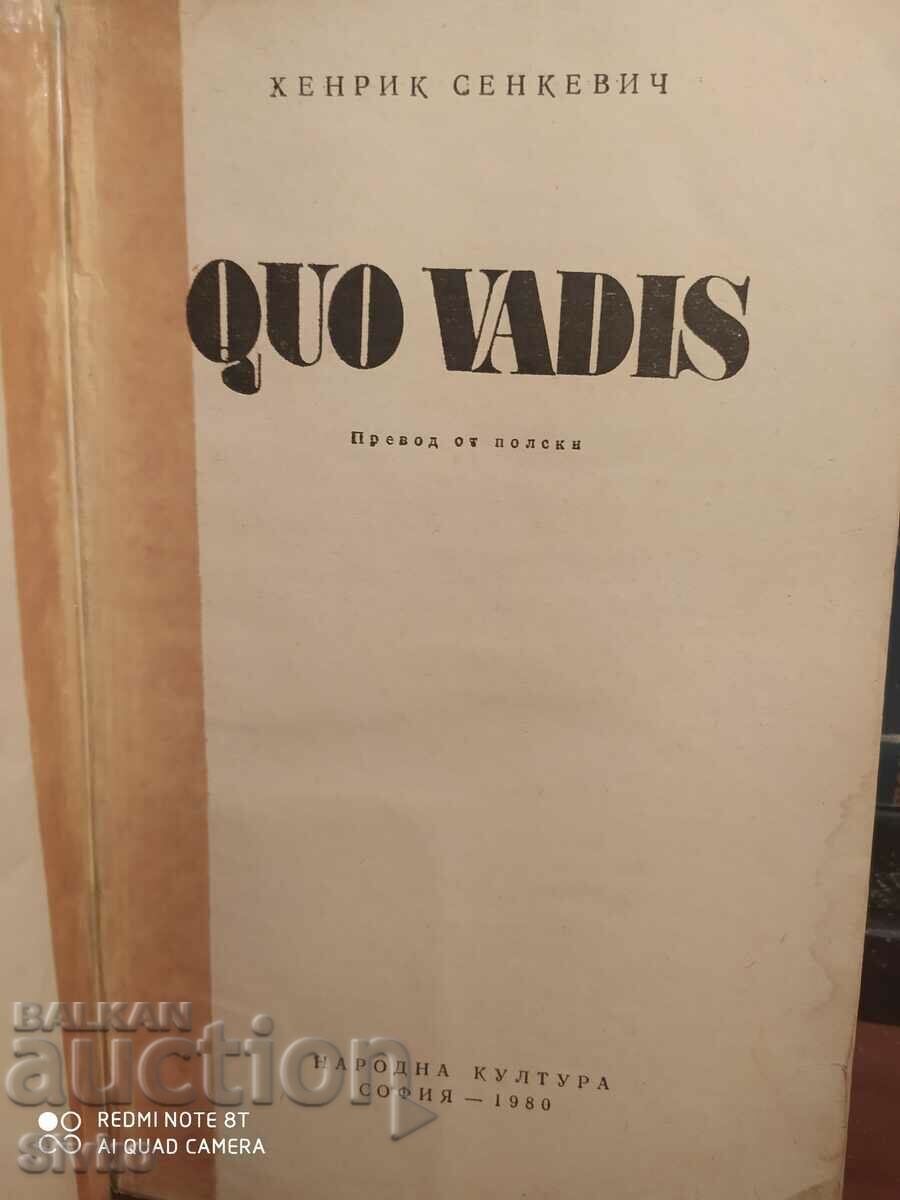 ХЕНРИК СЕНКЕВИЧ
QUO VADIS
Превод от полски
НАРОДНА КУЛТУРА
СОФИЯ — 1980
BALKAN
auction
REDMI NOTE 8T
AI QUAD CAMERA